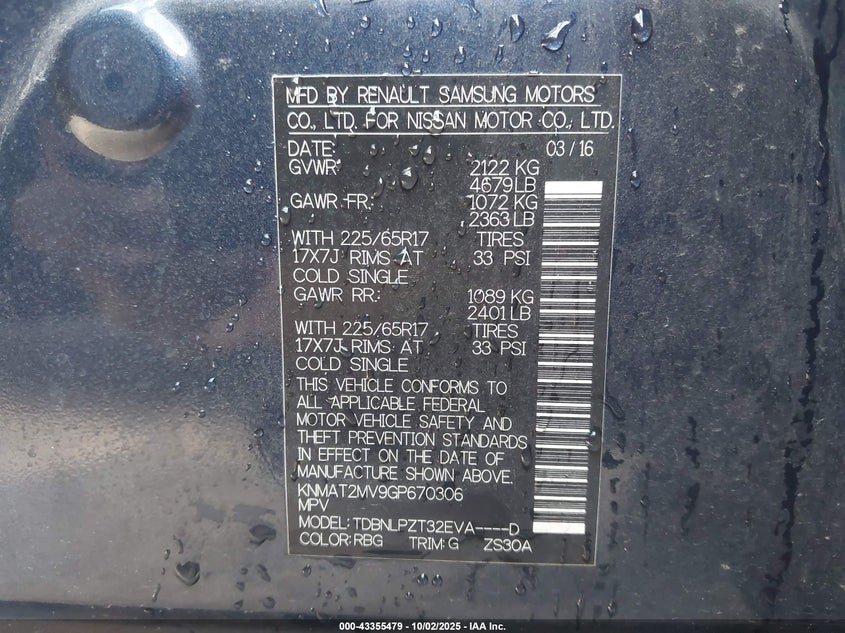 MFD BY RENAULT SAMSUNG MOTORS
CO., LTD. FOR NISSAN MOTOR CO., LTD.
DATE: 03/16
GVWR: 2122 KG
4679 LB
GAWR FR: 1072 KG
2363 LB
WITH 225/65R17 TIRES
17X7J RIMS AT 33 PSI
COLD SINGLE
GAWR RR: 1089 KG
2401 LB
WITH 225/65R17 TIRES
17X7J RIMS AT 33 PSI
COLD SINGLE
THIS VEHICLE CONFORMS TO
ALL APPLICABLE FEDERAL
MOTOR VEHICLE SAFETY AND
THEFT PREVENTION STANDARDS
IN EFFECT ON THE DATE OF
MANUFACTURE SHOWN ABOVE.
KNMAT2MV9GP670306
MPV
MODEL: TDBNLPZT32EVA----D
COLOR: RBG TRIM: G ZS30A
000-43355479 - 10/02/2025 - IAA Inc.